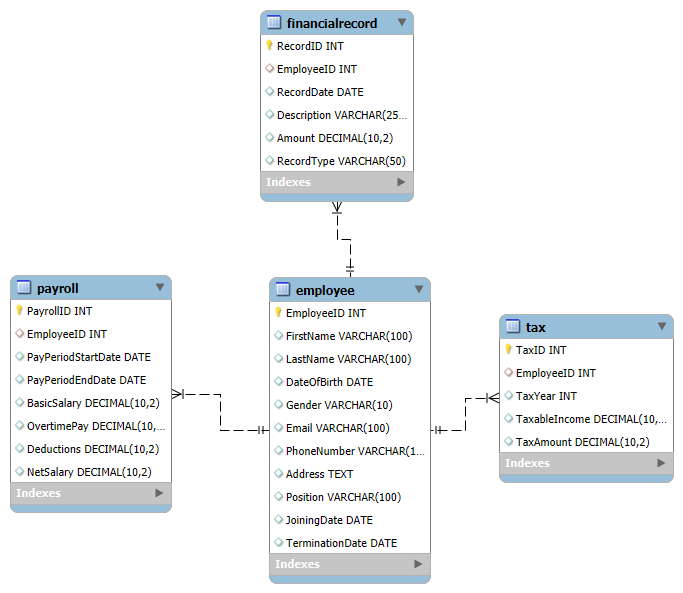 financialrecord
RecordID INT
EmployeeID INT
RecordDate DATE
Description VARCHAR(25...
Amount DECIMAL(10,2)
RecordType VARCHAR(50)
Indexes
payroll
PayrollID INT
EmployeeID INT
PayPeriodStartDate DATE
PayPeriodEndDate DATE
BasicSalary DECIMAL(10,2)
OvertimePay DECIMAL(10,...
Deductions DECIMAL(10,2)
NetSalary DECIMAL(10,2)
Indexes
employee
EmployeeID INT
FirstName VARCHAR(100)
LastName VARCHAR(100)
DateOfBirth DATE
Gender VARCHAR(10)
Email VARCHAR(100)
PhoneNumber VARCHAR(1...
Address TEXT
Position VARCHAR(100)
JoiningDate DATE
TerminationDate DATE
Indexes
tax
TaxID INT
EmployeeID INT
TaxYear INT
TaxableIncome DECIMAL(10,...
TaxAmount DECIMAL(10,2)
Indexes